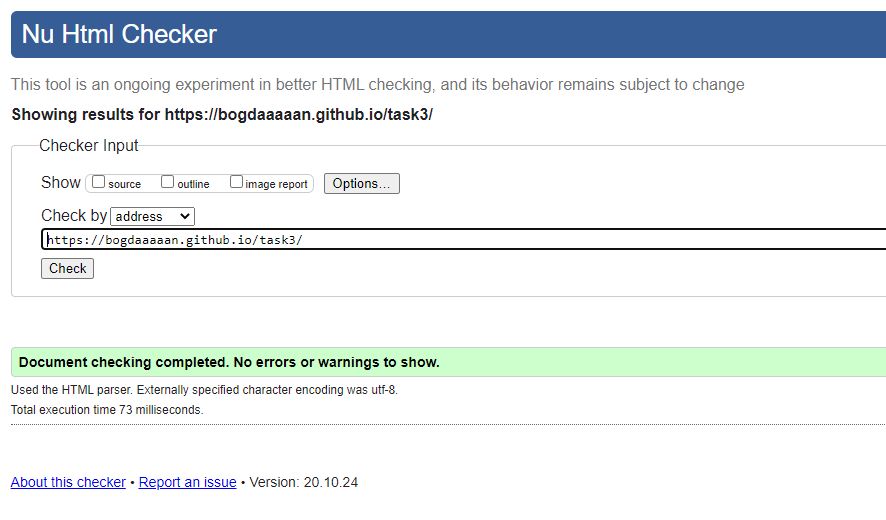 Nu Html Checker
This tool is an ongoing experiment in better HTML checking, and its behavior remains subject to change
Showing results for https://bogdaaaaan.github.io/task3/
Checker Input
Show source outline image report Options...
Check by address
https://bogdaaaaan.github.io/task3/
Check
Document checking completed. No errors or warnings to show.
Used the HTML parser. Externally specified character encoding was utf-8.
Total execution time 73 milliseconds.
About this checker • Report an issue • Version: 20.10.24